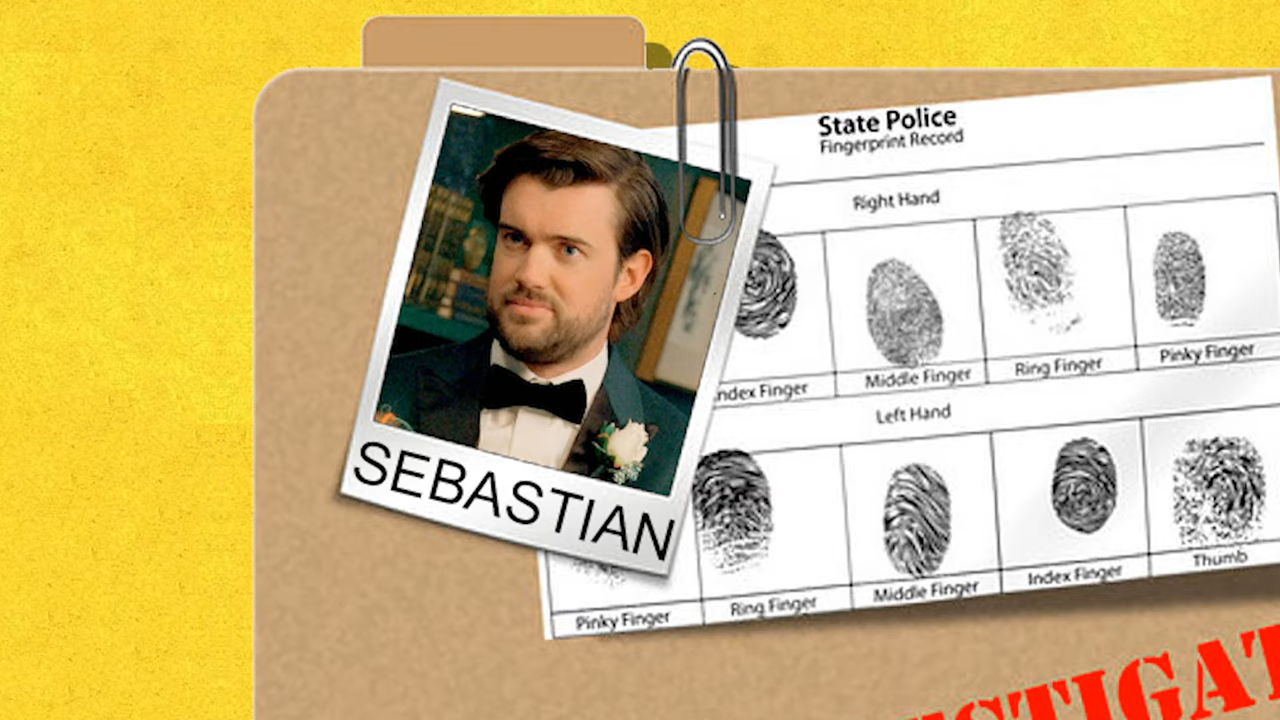 State Police
Fingerprint Record
Right Hand
Index Finger
Middle Finger
Ring Finger
Pinky Finger
Left Hand
Pinky Finger
Ring Finger
Middle Finger
Index Finger
Thumb
SEBASTIAN